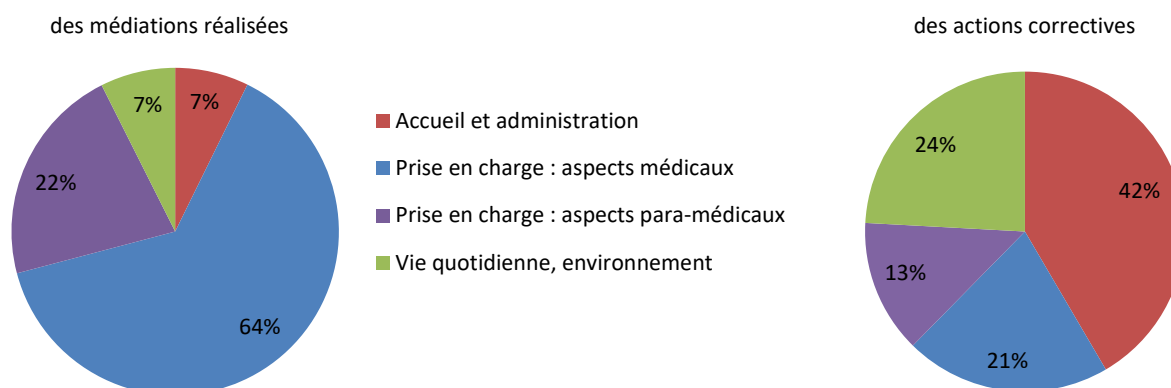 des médiations réalisées
7%
7%
22%
64%
Accueil et administration
Prise en charge : aspects médicaux
Prise en charge : aspects para-médicaux
Vie quotidienne, environnement
des actions correctives
24%
42%
13%
21%